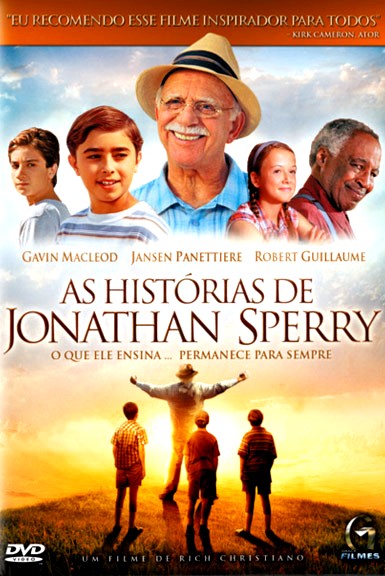 "EU RECOMENDO ESSE FILME INSPIRADOR PARA TODOS"
- KIRK CAMERON, ATOR
GAVIN MACLEOD JANSEN PANETTIERE ROBERT GUILLAUME
AS HISTÓRIAS DE
JONATHAN SPERRY
O QUE ELE ENSINA ... PERMANECE PARA SEMPRE
DVD
VIDEO
FILMES
UM FILME DE RICH CHRISTIANO